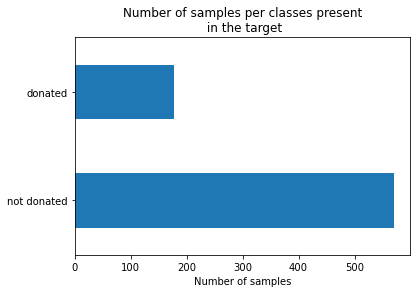 Number of samples per classes present
in the target
donated
not donated
0 100 200 300 400 500
Number of samples